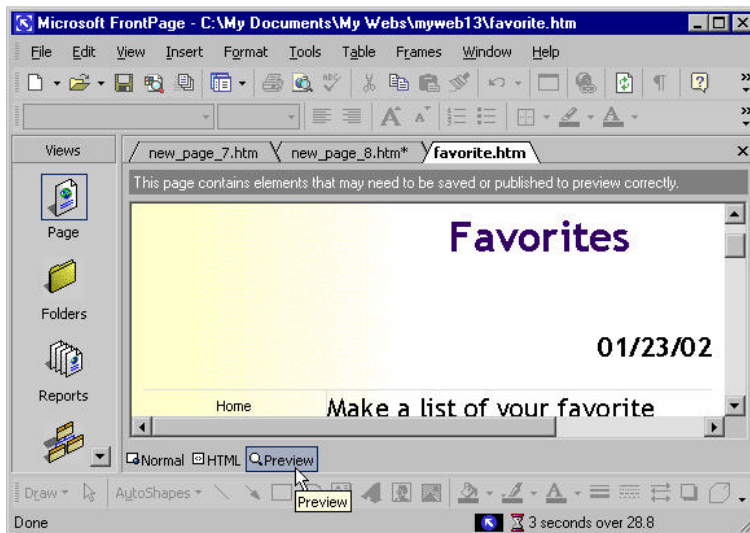 Microsoft FrontPage - C:\My Documents\My Webs\myweb13\favorite.htm
File Edit View Insert Format Tools Table Frames Window Help
Views
new_page_7.htm new_page_8.htm* favorite.htm
This page contains elements that may need to be saved or published to preview correctly.
Page
Favorites
Folders
01/23/02
Reports
Home Make a list of your favorite
Normal HTML Preview
Draw AutoShapes
Preview
Done 3 seconds over 28.8